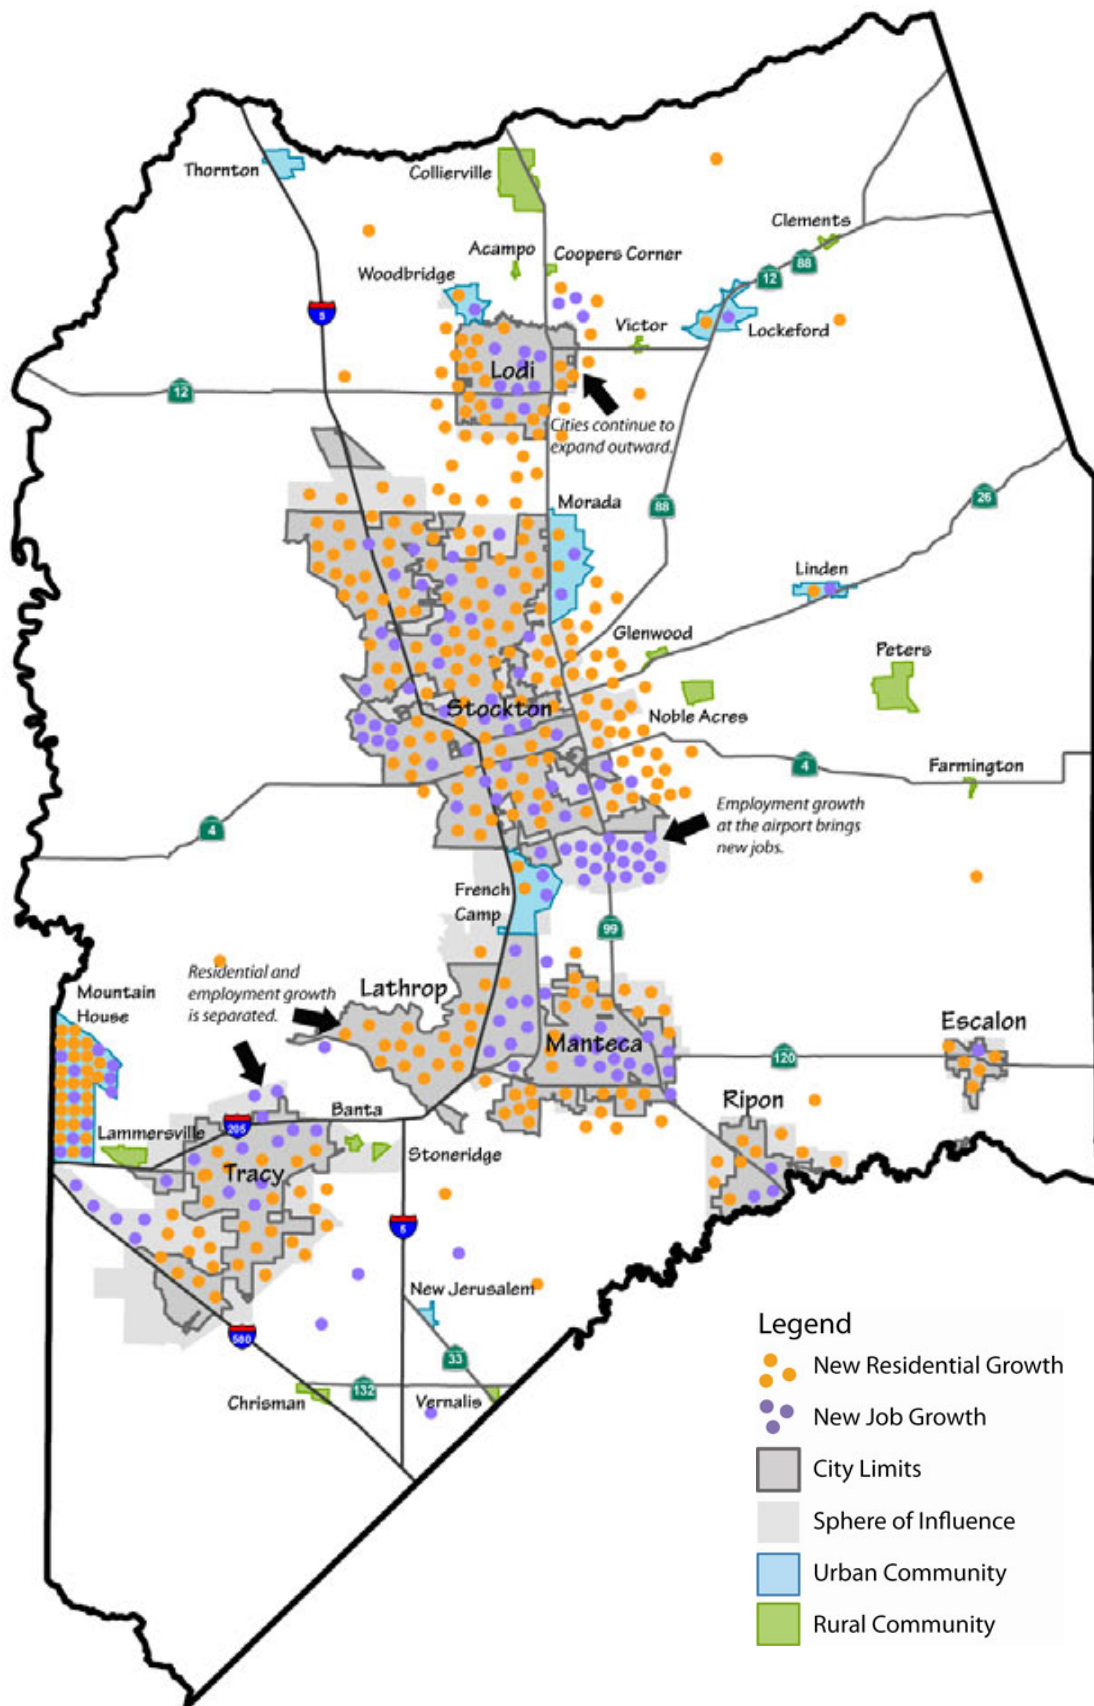 Thornton
Collierville
Clements
Acampo
Coopers Corner
88
12
Woodbridge
5
Victor
Lockeford
Lodi
12
Cities continue to
expand outward.
Morada
88
26
Linden
Glenwood
Peters
Stockton
Noble Acres
4
Farmington
4
Employment growth
at the airport brings
new jobs.
French
Camp
99
Residential and
employment growth
is separated.
Mountain
House
Lathrop
Manteca
Escalon
120
Ripon
Banta
205
Lammersville
Stoneridge
Tracy
5
New Jerusalem
580
33
Chrisman
132
Vernalis
Legend
New Residential Growth
New Job Growth
City Limits
Sphere of Influence
Urban Community
Rural Community